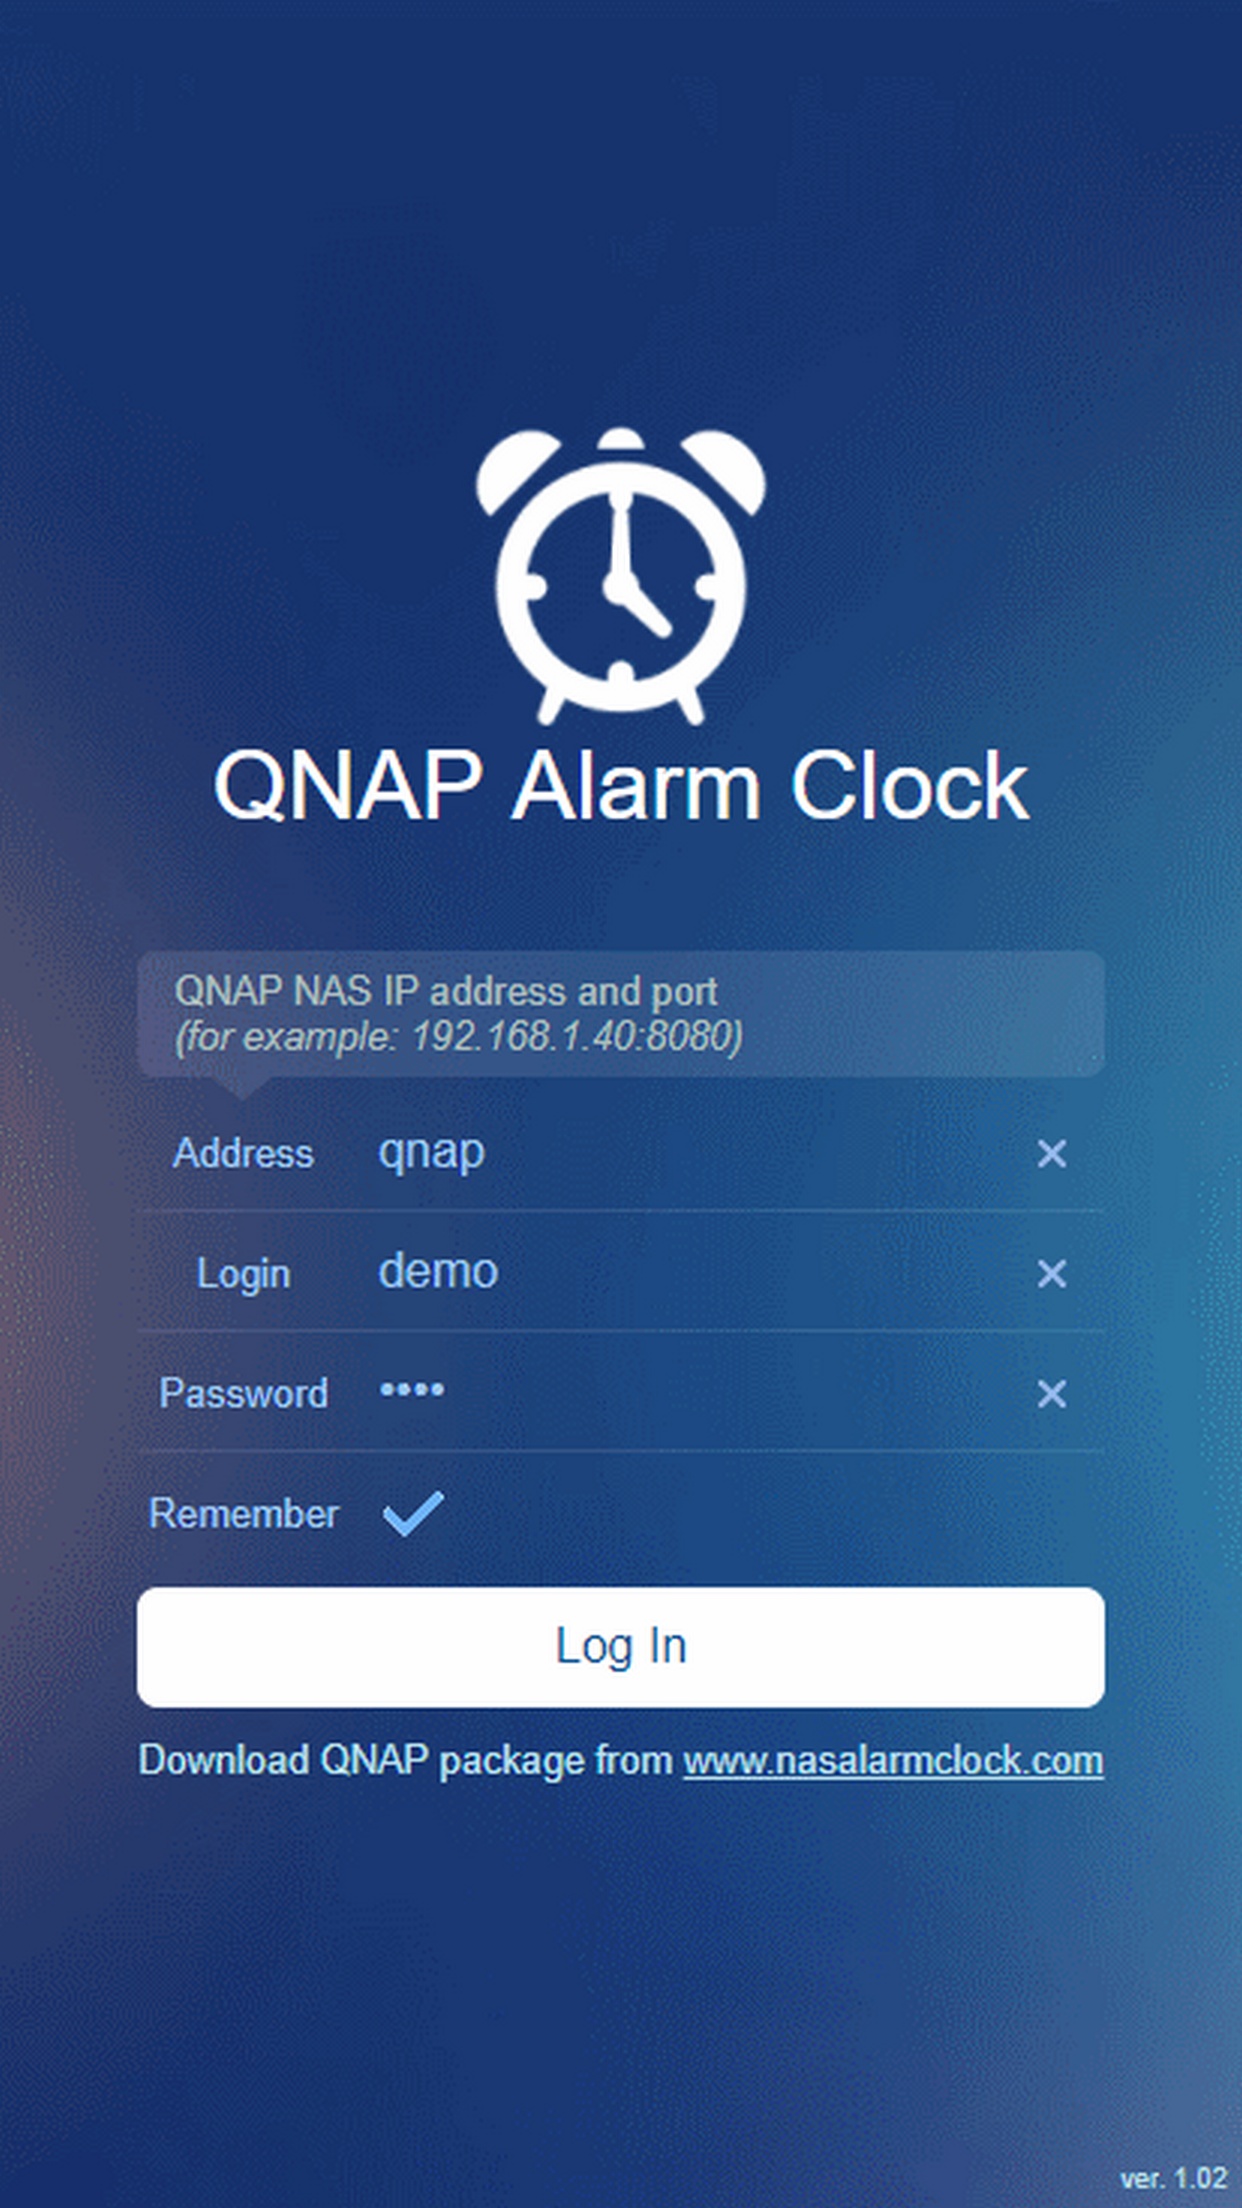 QNAP Alarm Clock
QNAP NAS IP address and port
(for example: 192.168.1.40:8080)
Address qnap
Login demo
Password ••••
Remember
Log In
Download QNAP package from www.nasalarmclock.com
ver. 1.02